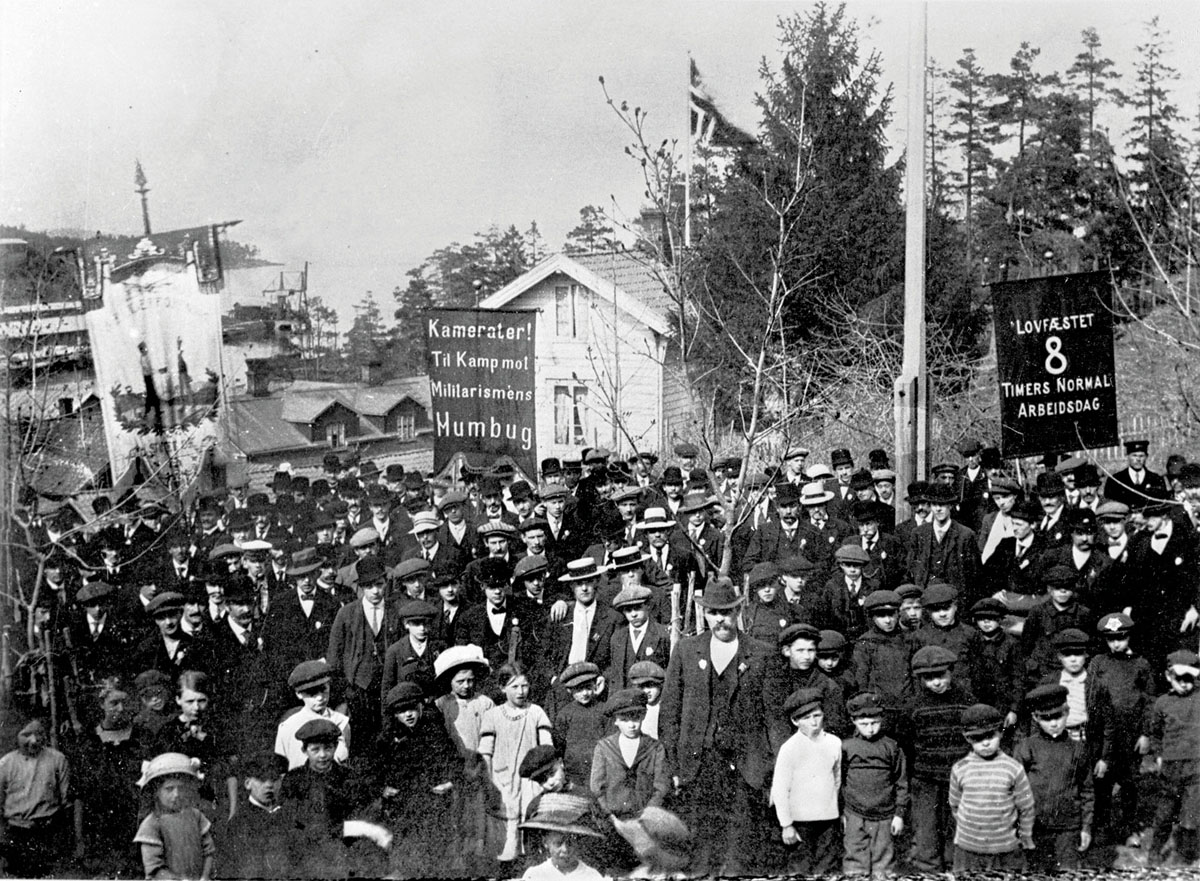 Kamerater!
Til Kamp mot
Militarismens
Humbug
LOVFÆSTET
8
TIMERS NORMAL
ARBEIDSDAG